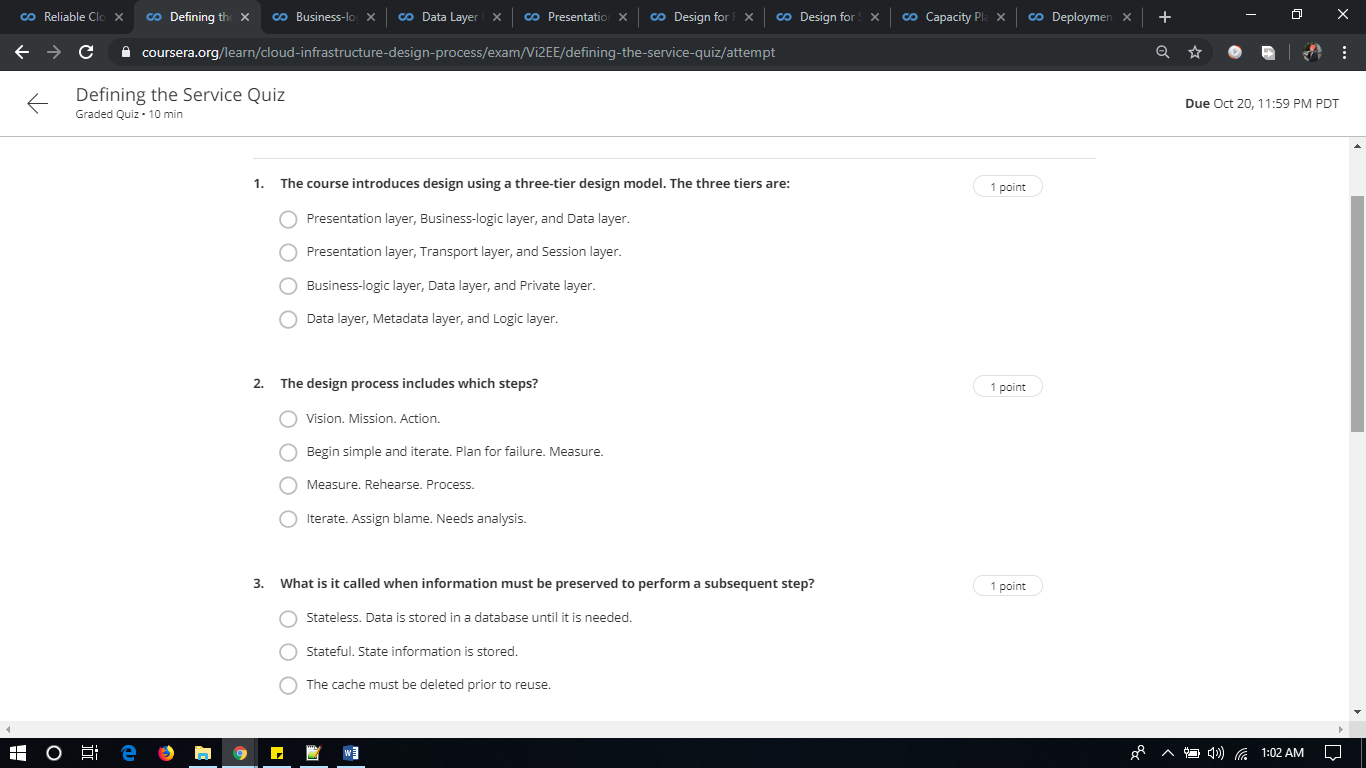 Reliable Clo
Defining the
Business-lo
Data Layer
Presentatio
Design for
Design for
Capacity Pl
Deploymen
coursera.org/learn/cloud-infrastructure-design-process/exam/Vi2EE/defining-the-service-quiz/attempt
Defining the Service Quiz
Graded Quiz • 10 min
Due Oct 20, 11:59 PM PDT
1. The course introduces design using a three-tier design model. The three tiers are:
1 point
Presentation layer, Business-logic layer, and Data layer.
Presentation layer, Transport layer, and Session layer.
Business-logic layer, Data layer, and Private layer.
Data layer, Metadata layer, and Logic layer.
2. The design process includes which steps?
1 point
Vision. Mission. Action.
Begin simple and iterate. Plan for failure. Measure.
Measure. Rehearse. Process.
Iterate. Assign blame. Needs analysis.
3. What is it called when information must be preserved to perform a subsequent step?
1 point
Stateless. Data is stored in a database until it is needed.
Stateful. State information is stored.
The cache must be deleted prior to reuse.
1:02 AM